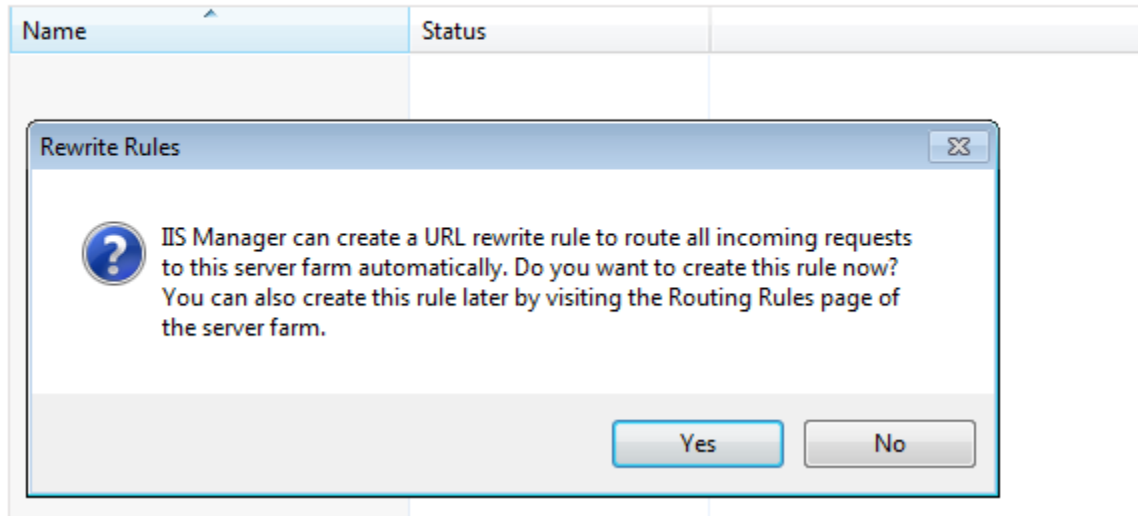 Name Status
Rewrite Rules
IIS Manager can create a URL rewrite rule to route all incoming requests
to this server farm automatically. Do you want to create this rule now?
You can also create this rule later by visiting the Routing Rules page of
the server farm.
Yes No